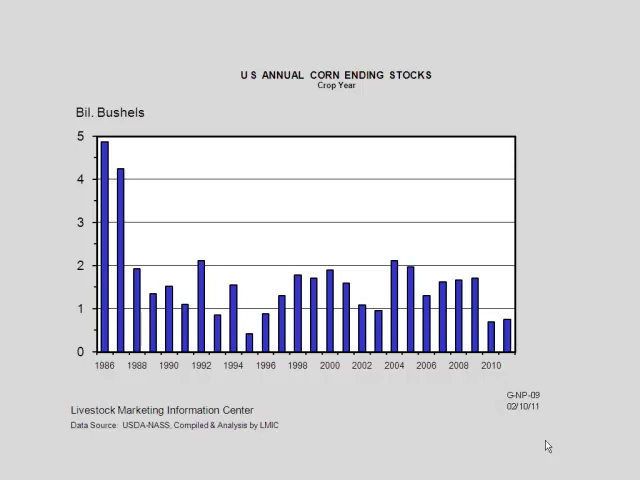 U S ANNUAL CORN ENDING STOCKS
Crop Year
Bil. Bushels
5
4
3
2
1
0
1986 1988 1990 1992 1994 1996 1998 2000 2002 2004 2006 2008 2010
G-NP-09
02/10/11
Livestock Marketing Information Center
Data Source: USDA-NASS, Compiled & Analysis by LMIC